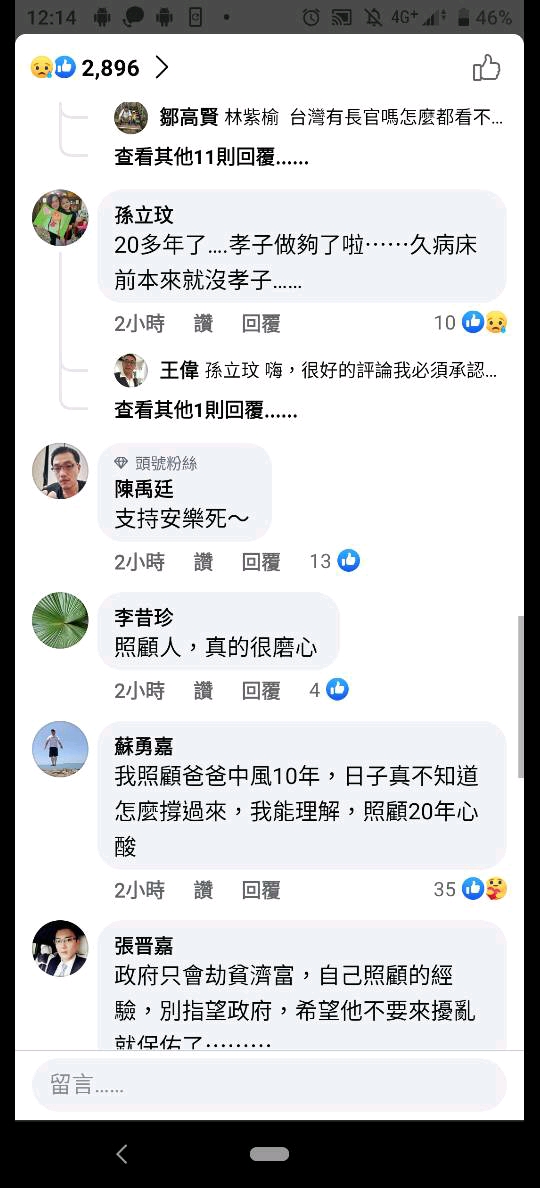 12:14
4G+
46%
2,896
鄒高賢 林紫榆 台灣有長官嗎怎麼都看不...
查看其他11則回覆......
孫立玟
20多年了....孝子做夠了啦⋯⋯久病床
前本來就沒孝子......
2小時 讚 回覆 10
王偉 孫立玟 嗨，很好的評論我必須承認...
查看其他1則回覆......
頭號粉絲
陳禹廷
支持安樂死～
2小時 讚 回覆 13
李昔珍
照顧人，真的很磨心
2小時 讚 回覆 4
蘇勇嘉
我照顧爸爸中風10年，日子真不知道
怎麼撐過來，我能理解，照顧20年心
酸
2小時 讚 回覆 35
張晋嘉
政府只會劫貧濟富，自己照顧的經
驗，別指望政府，希望他不要來擾亂
就保佑了⋯⋯⋯
留言......